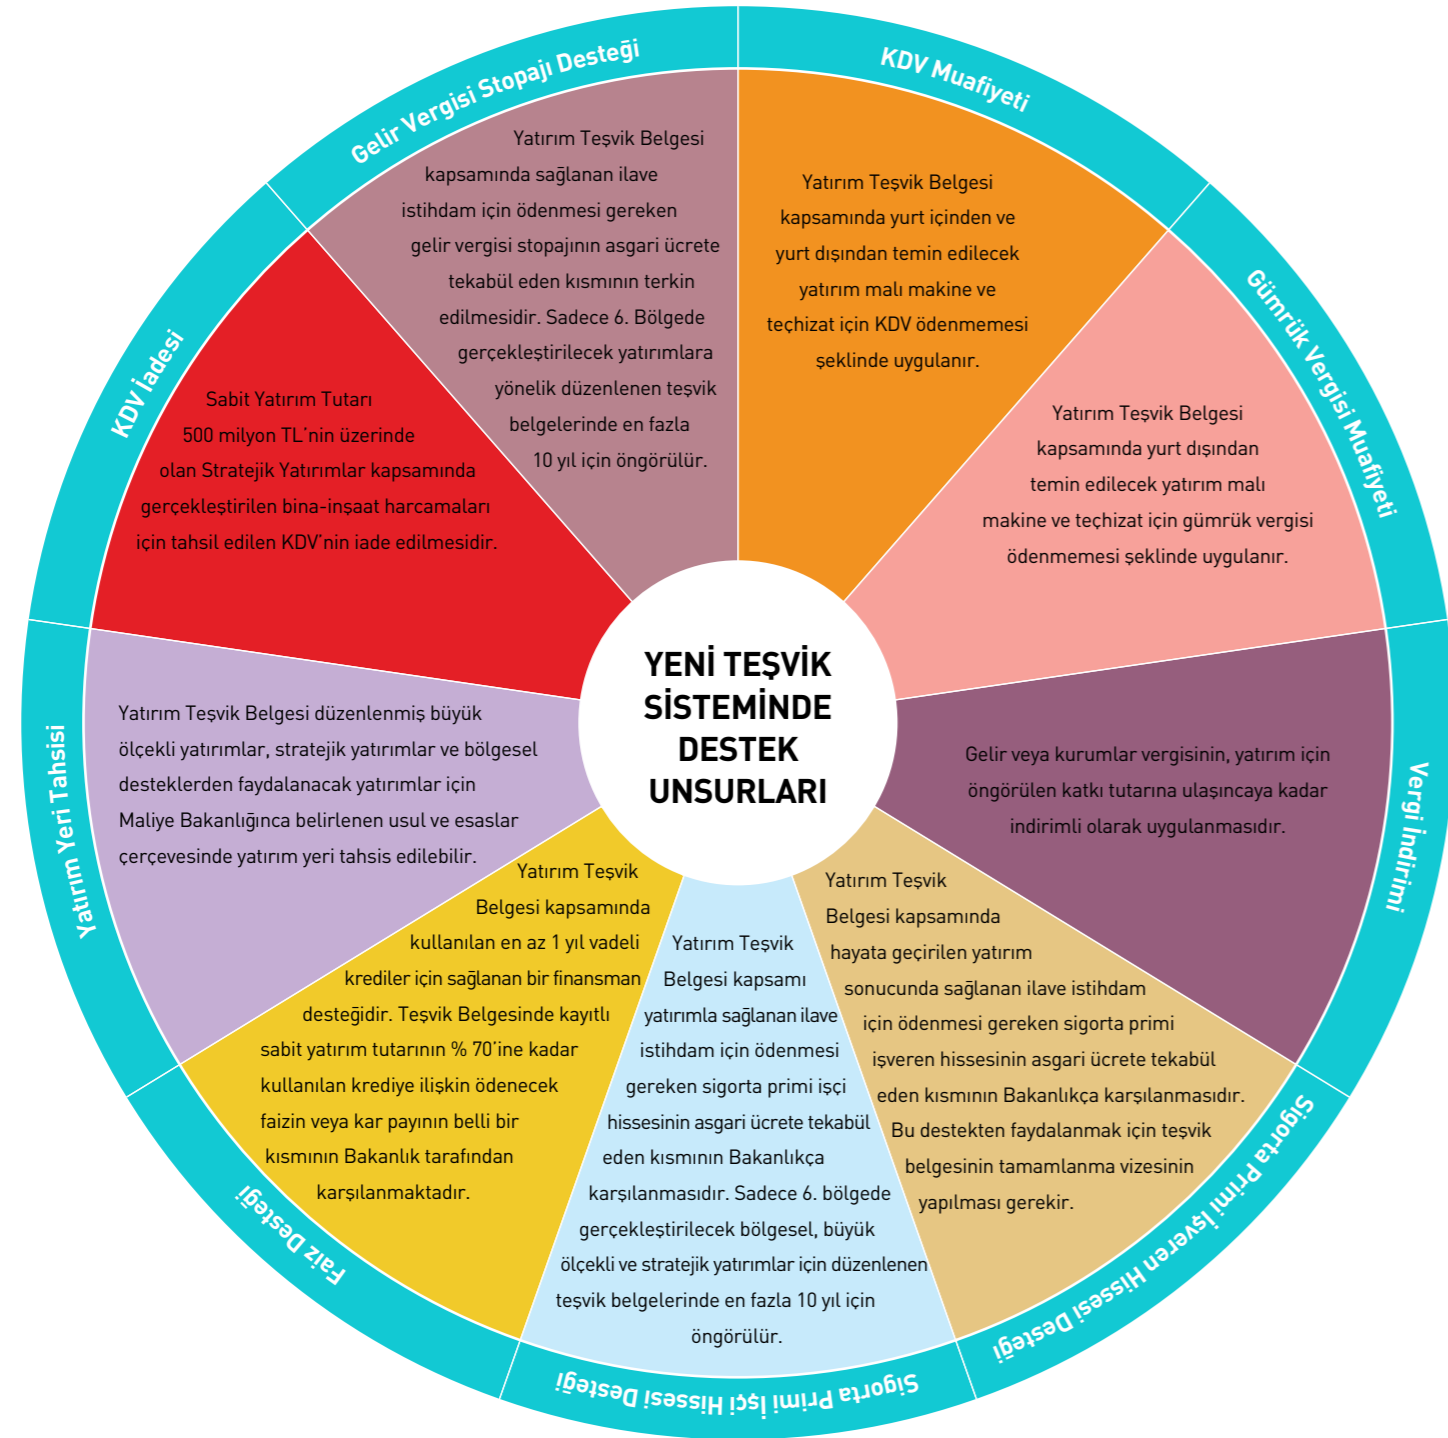 YENİ TEŞVİK
SİSTEMİNDE
DESTEK
UNSURLARI
KDV Muafiyeti
Yatırım Teşvik Belgesi
kapsamında yurt içinden ve
yurt dışından temin edilecek
yatırım malı makine ve
teçhizat için KDV ödenmemesi
şeklinde uygulanır.
Gümrük Vergisi Muafiyeti
Yatırım Teşvik Belgesi
kapsamında yurt dışından
temin edilecek yatırım malı
makine ve teçhizat için gümrük vergisi
ödenmemesi şeklinde uygulanır.
Vergi İndirimi
Gelir veya kurumlar vergisinin, yatırım için
öngörülen katkı tutarına ulaşıncaya kadar
indirimli olarak uygulanmasıdır.
Sigorta Primi İşveren Hissesi Desteği
Yatırım Teşvik
Belgesi kapsamında
hayata geçirilen yatırım
sonucunda sağlanan ilave istihdam
için ödenmesi gereken sigorta primi
işveren hissesinin asgari ücrete tekabül
eden kısmının Bakanlıkça karşılanmasıdır.
Bu destekten faydalanmak için teşvik
belgesinin tamamlanma vizesinin
yapılması gerekir.
Sigorta Primi İşçi Hissesi Desteği
Yatırım Teşvik
Belgesi kapsamı
yatırımla sağlanan ilave
istihdam için ödenmesi
gereken sigorta primi işçi
hissesinin asgari ücrete tekabül
eden kısmının Bakanlıkça
karşılanmasıdır. Sadece 6. bölgede
gerçekleştirilecek bölgesel, büyük
ölçekli ve stratejik yatırımlar için düzenlenen
teşvik belgelerinde en fazla 10 yıl için
öngörülür.
Faiz Desteği
Yatırım Teşvik
Belgesi kapsamında
kullanılan en az 1 yıl vadeli
krediler için sağlanan bir finansman
desteğidir. Teşvik Belgesinde kayıtlı
sabit yatırım tutarının % 70'ine kadar
kullanılan krediye ilişkin ödenecek
faizin veya kar payının belli bir
kısmının Bakanlık tarafından
karşılanmaktadır.
Yatırım Yeri Tahsisi
Yatırım Teşvik Belgesi düzenlenmiş büyük
ölçekli yatırımlar, stratejik yatırımlar ve bölgesel
desteklerden faydalanacak yatırımlar için
Maliye Bakanlığınca belirlenen usul ve esaslar
çerçevesinde yatırım yeri tahsis edilebilir.
KDV İadesi
Sabit Yatırım Tutarı
500 milyon TL'nin üzerinde
olan Stratejik Yatırımlar kapsamında
gerçekleştirilen bina-inşaat harcamaları
için tahsil edilen KDV'nin iade edilmesidir.
Gelir Vergisi Stopajı Desteği
Yatırım Teşvik Belgesi
kapsamında sağlanan ilave
istihdam için ödenmesi gereken
gelir vergisi stopajının asgari ücrete
tekabül eden kısmının terkin
edilmesidir. Sadece 6. Bölgede
gerçekleştirilecek yatırımlara
yönelik düzenlenen teşvik
belgelerinde en fazla
10 yıl için öngörülür.